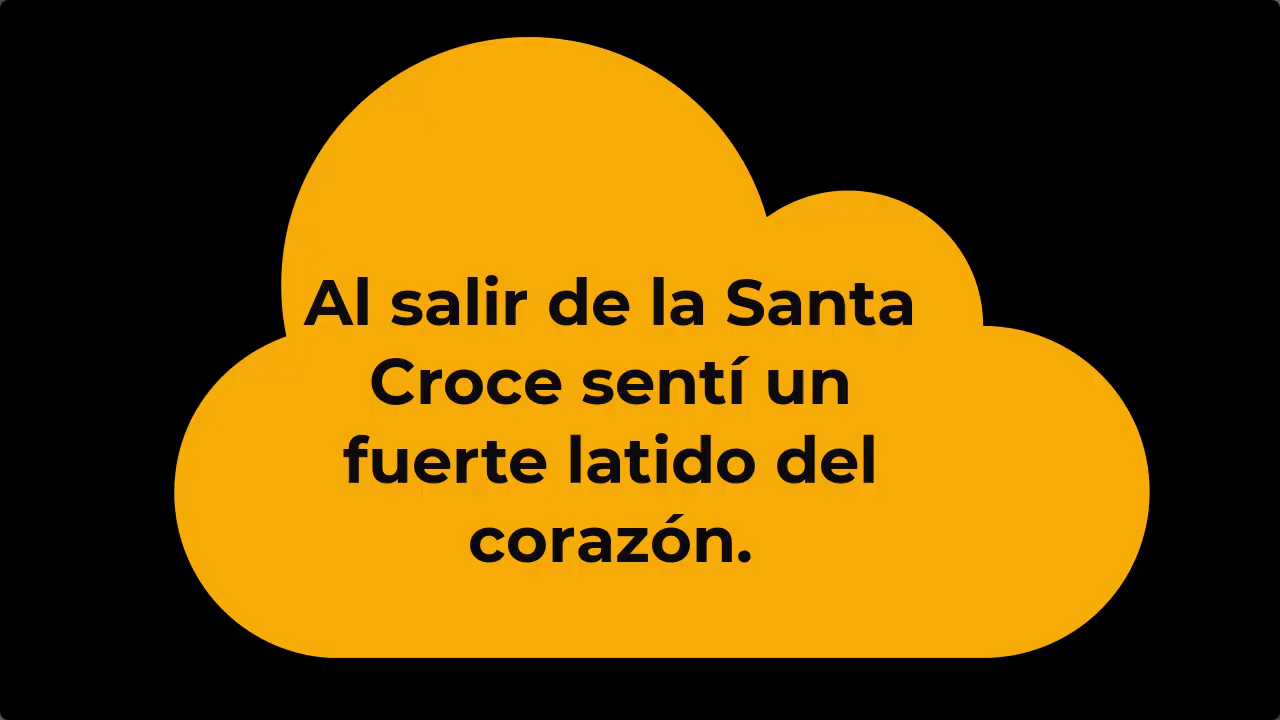 Al salir de la Santa
Croce sentí un
fuerte latido del
corazón.